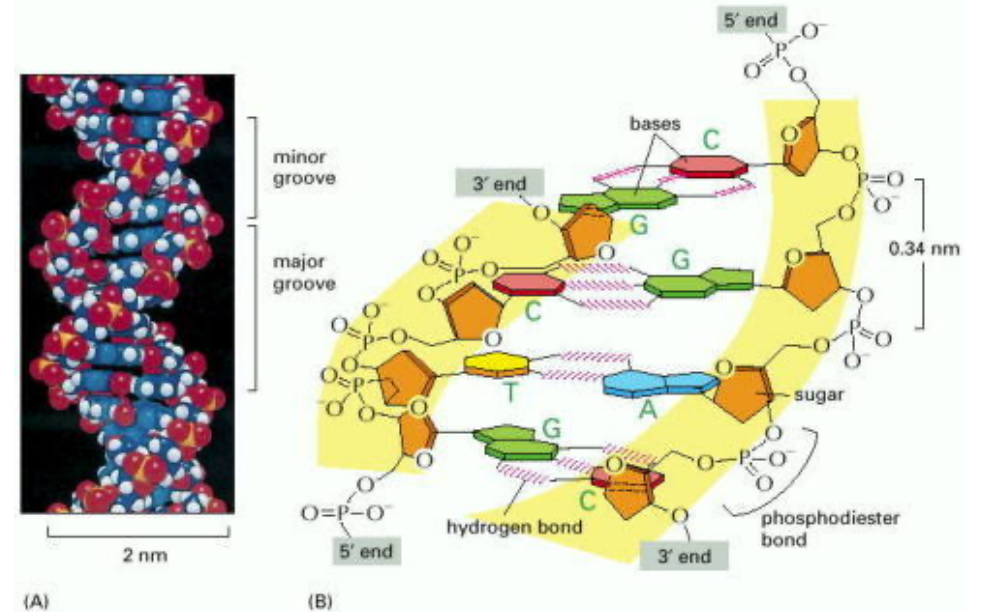 minor
groove
major
groove
2 nm
(A)
5′ end
O⁻
O=P
O
bases
C
O
O
3′ end
O
P=O
O⁻
G
O
O
0.34 nm
O⁻
O=P
O
G
O
O
C
O
O⁻
O=P
O
O
O
P=O
O⁻
O
T
A
O
sugar
O=P
O⁻
O
O
O
G
O
O
P
O⁻
O
O
C
O
O
O=P-O⁻
hydrogen bond
phosphodiester
bond
5′ end
3′ end
(B)